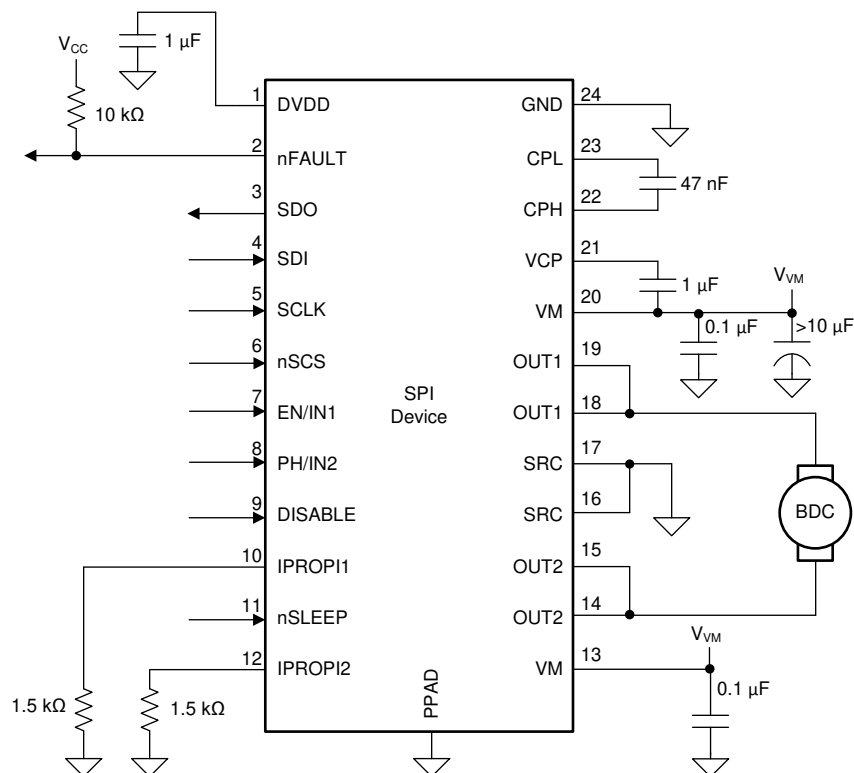 1 µF
VCC
10 kΩ
1 DVDD
2 nFAULT
3 SDO
4 SDI
5 SCLK
6 nSCS
7 EN/IN1
8 PH/IN2
9 DISABLE
10 IPROPI1
11 nSLEEP
12 IPROPI2
1.5 kΩ
1.5 kΩ
SPI
Device
PPAD
GND 24
CPL 23
47 nF
CPH 22
VCP 21
1 µF
VM 20
VVM
0.1 µF
>10 µF
OUT1 19
OUT1 18
SRC 17
SRC 16
BDC
OUT2 15
OUT2 14
VM 13
VVM
0.1 µF